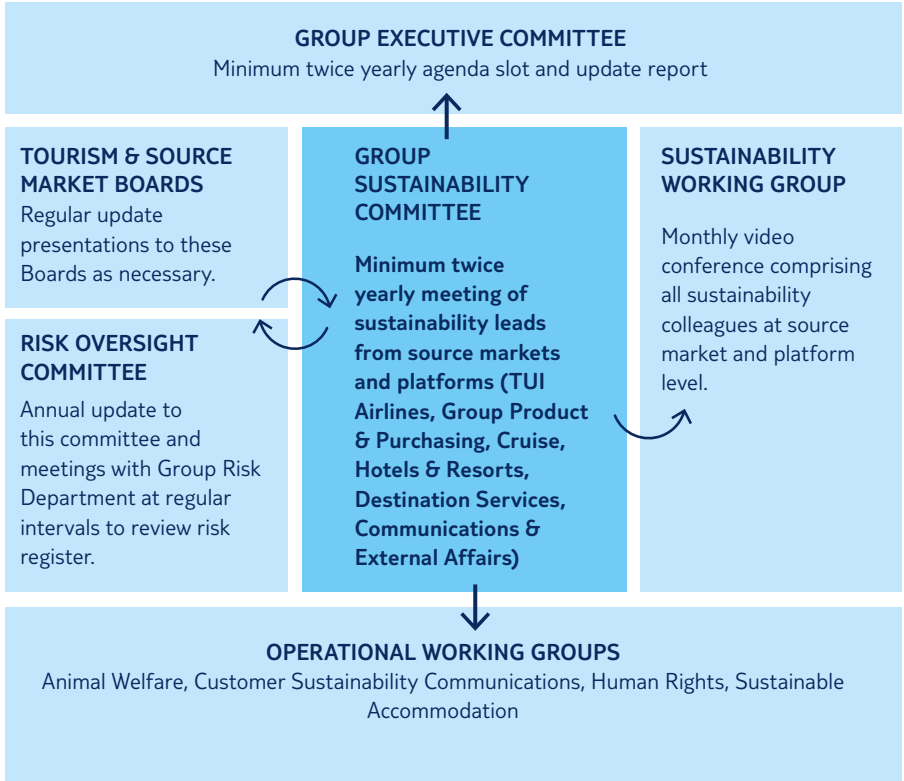 GROUP EXECUTIVE COMMITTEE
Minimum twice yearly agenda slot and update report
TOURISM & SOURCE
MARKET BOARDS
Regular update
presentations to these
Boards as necessary.
RISK OVERSIGHT
COMMITTEE
Annual update to
this committee and
meetings with Group Risk
Department at regular
intervals to review risk
register.
GROUP
SUSTAINABILITY
COMMITTEE
Minimum twice
yearly meeting of
sustainability leads
from source markets
and platforms (TUI
Airlines, Group Product
& Purchasing, Cruise,
Hotels & Resorts,
Destination Services,
Communications &
External Affairs)
SUSTAINABILITY
WORKING GROUP
Monthly video
conference comprising
all sustainability
colleagues at source
market and platform
level.
OPERATIONAL WORKING GROUPS
Animal Welfare, Customer Sustainability Communications, Human Rights, Sustainable
Accommodation